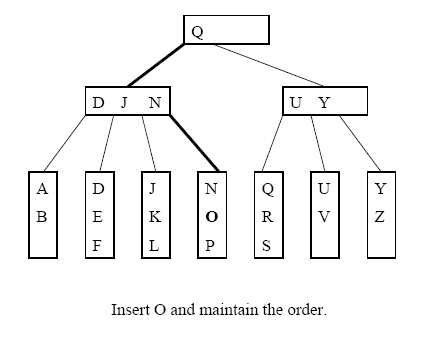 Q
D J N
U Y
A D J N Q U Y
B E K O R V Z
F L P S
Insert O and maintain the order.